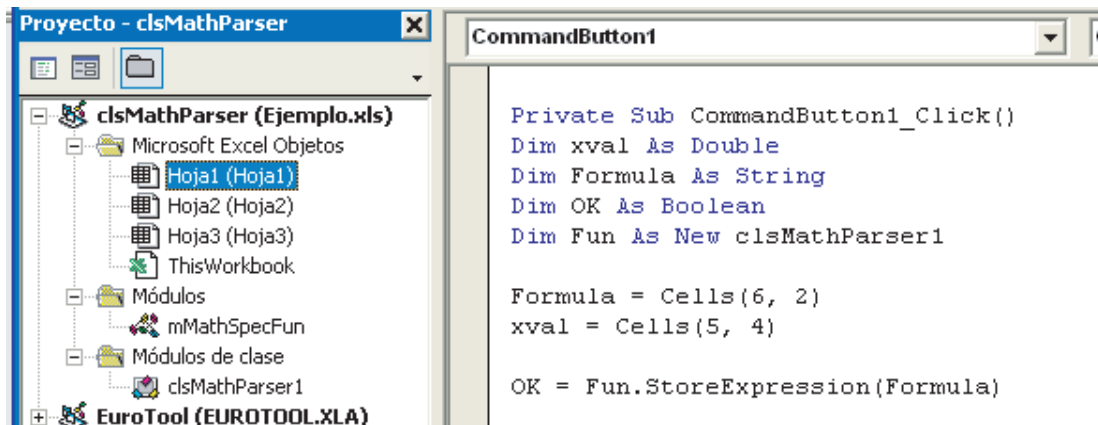 Proyecto - clsMathParser
clsMathParser (Ejemplo.xls)
Microsoft Excel Objetos
Hoja1 (Hoja1)
Hoja2 (Hoja2)
Hoja3 (Hoja3)
ThisWorkbook
Módulos
mMathSpecFun
Módulos de clase
clsMathParser1
EuroTool (EUROTOOL.XLA)
CommandButton1
Private Sub CommandButton1_Click()
Dim xval As Double
Dim Formula As String
Dim OK As Boolean
Dim Fun As New clsMathParser1
Formula = Cells(6, 2)
xval = Cells(5, 4)
OK = Fun.StoreExpression(Formula)